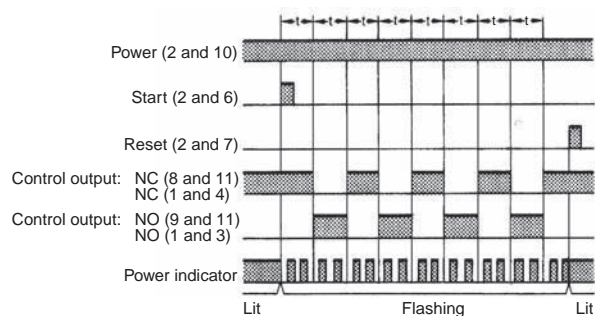 t t t t t t t t
Power (2 and 10)
Start (2 and 6)
Reset (2 and 7)
Control output: NC (8 and 11)
NC (1 and 4)
Control output: NO (9 and 11)
NO (1 and 3)
Power indicator
Lit Flashing Lit